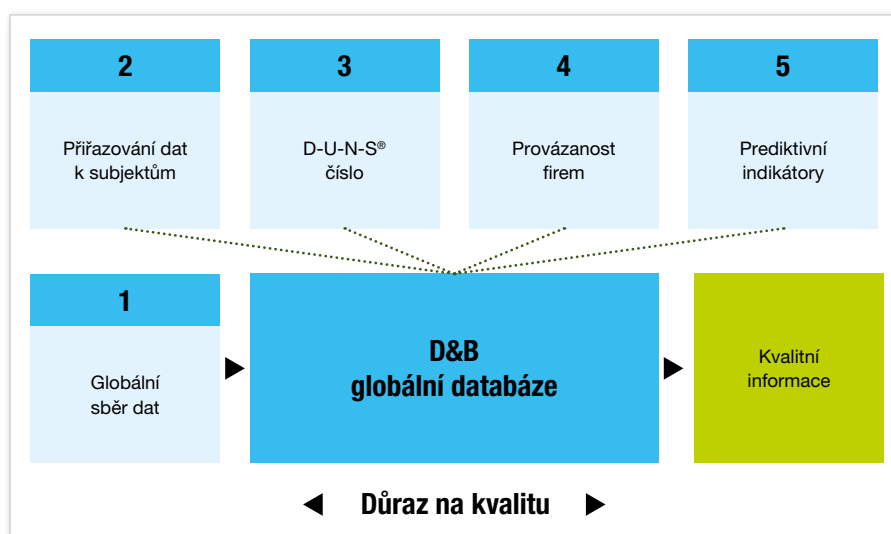 2
Přiřazování dat
k subjektům
3
D-U-N-S®
číslo
4
Provázanost
firem
5
Prediktivní
indikátory
1
Globální
sběr dat
D&B
globální databáze
Kvalitní
informace
Důraz na kvalitu